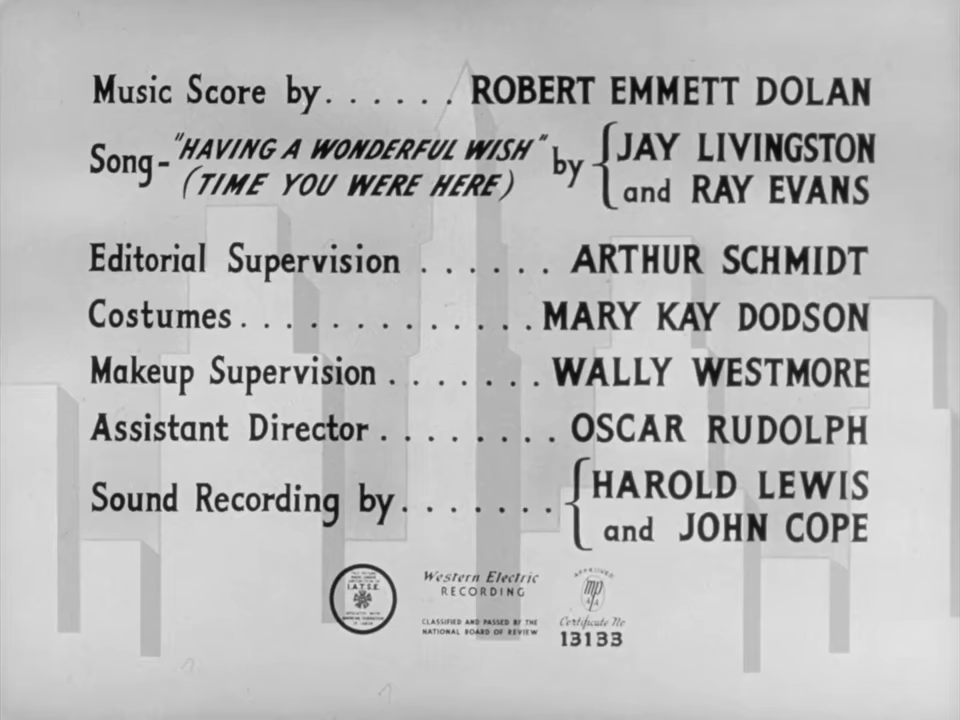 Music Score by. . . . . . ROBERT EMMETT DOLAN
Song- "HAVING A WONDERFUL WISH" by { JAY LIVINGSTON
(TIME YOU WERE HERE) and RAY EVANS
Editorial Supervision . . . . . . ARTHUR SCHMIDT
Costumes. . . . . . . . . . . . . MARY KAY DODSON
Makeup Supervision . . . . . . . WALLY WESTMORE
Assistant Director . . . . . . . . OSCAR RUDOLPH
Sound Recording by. . . . . . . { HAROLD LEWIS
and JOHN COPE
I.A.T.S.E.
Western Electric
RECORDING
CLASSIFIED AND PASSED BY THE
NATIONAL BOARD OF REVIEW
APPROVED
Certificate No
13133